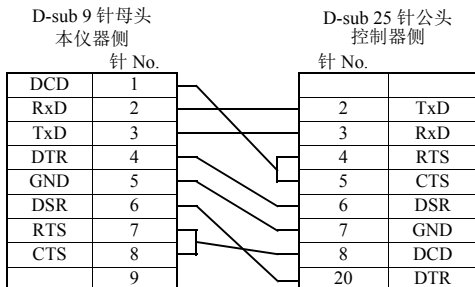 D-sub 9 针母头 D-sub 25 针公头
本仪器侧 控制器侧
针 No. 针 No.
DCD 1
RxD 2 2 TxD
TxD 3 3 RxD
DTR 4 4 RTS
GND 5 5 CTS
DSR 6 6 DSR
RTS 7 7 GND
CTS 8 8 DCD
9 20 DTR